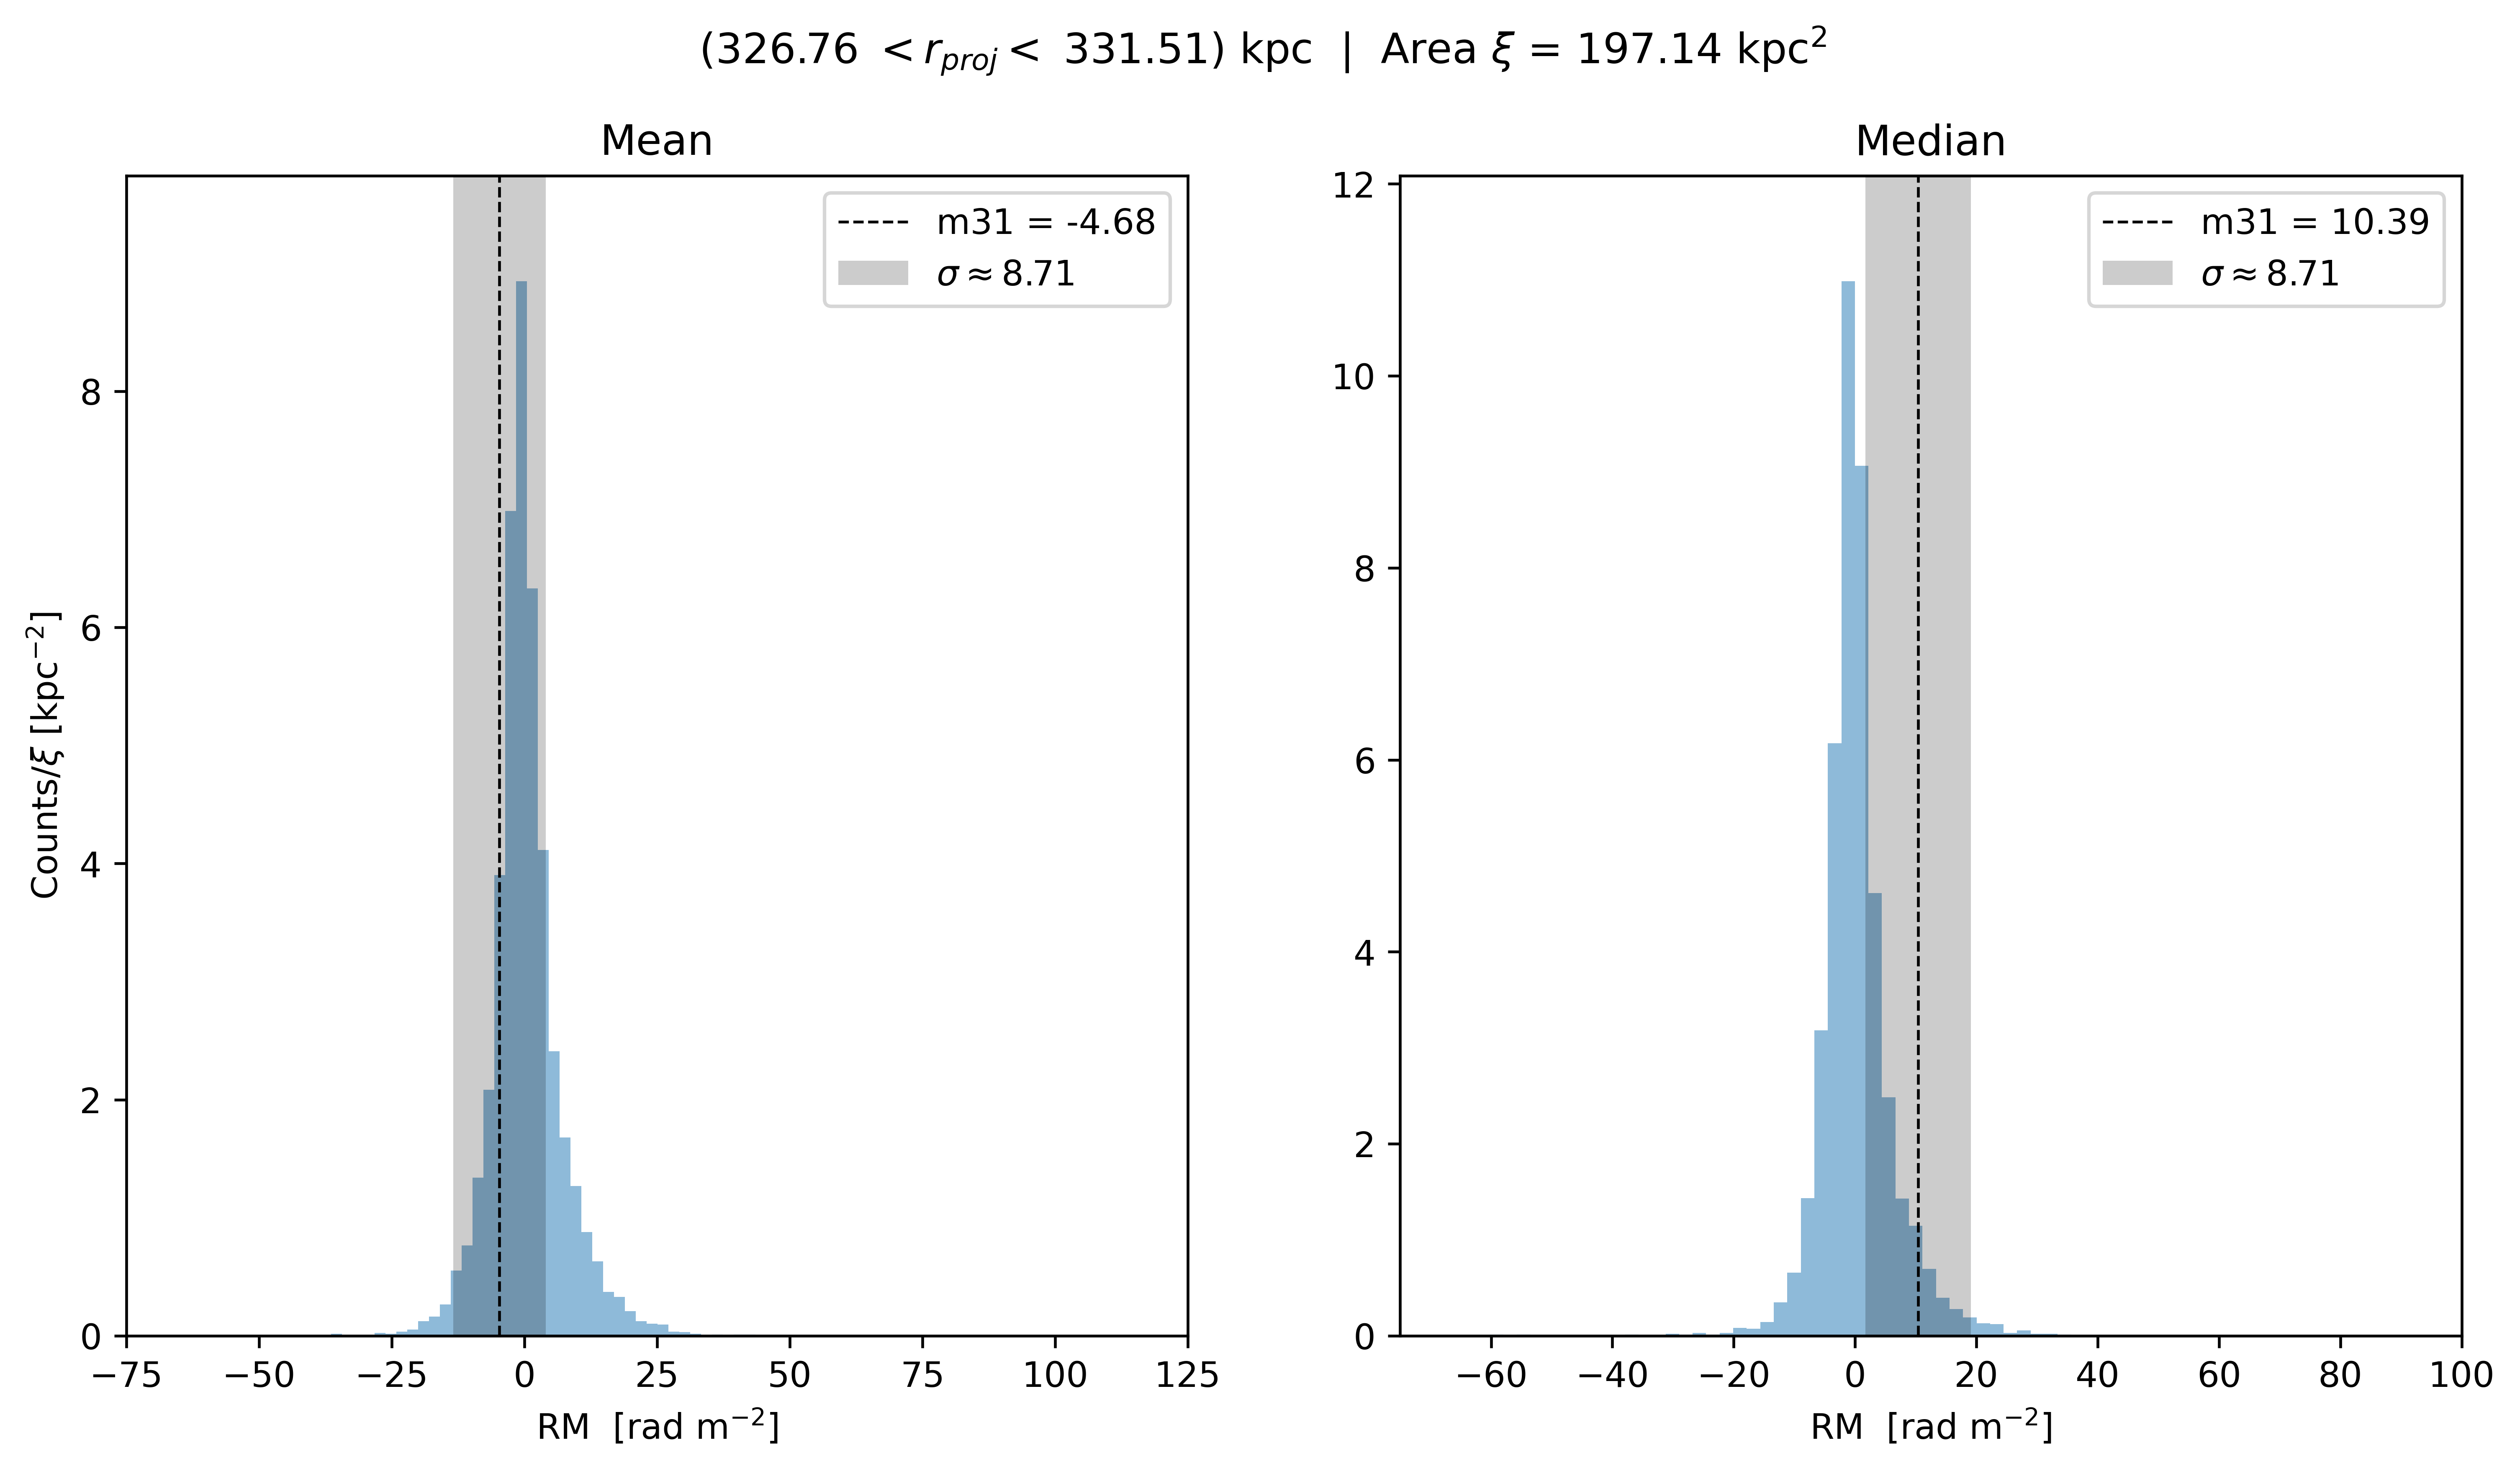 (326.76 < r_proj < 331.51) kpc | Area ξ = 197.14 kpc²
Mean
m31 = -4.68
σ ≈ 8.71
Counts/ξ [kpc⁻²]
8
6
4
2
0
−75 −50 −25 0 25 50 75 100 125
RM [rad m⁻²]
Median
m31 = 10.39
σ ≈ 8.71
12
10
8
6
4
2
0
−60 −40 −20 0 20 40 60 80 100
RM [rad m⁻²]